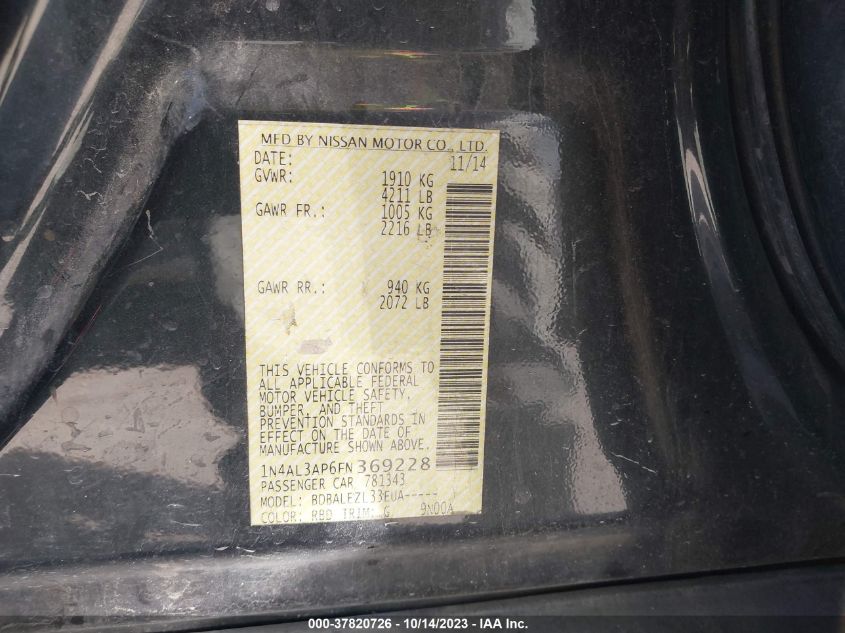 MFD BY NISSAN MOTOR CO., LTD.
DATE: 11/14
GVWR: 1910 KG
4211 LB
GAWR FR.: 1005 KG
2216 LB
GAWR RR.: 940 KG
2072 LB
THIS VEHICLE CONFORMS TO
ALL APPLICABLE FEDERAL
MOTOR VEHICLE SAFETY,
BUMPER, AND THEFT
PREVENTION STANDARDS IN
EFFECT ON THE DATE OF
MANUFACTURE SHOWN ABOVE.
1N4AL3AP6FN369228
PASSENGER CAR 781343
MODEL: BDBALFZL33EUA-----
COLOR: RBD TRIM: G 9N00A
000-37820726 - 10/14/2023 - IAA Inc.